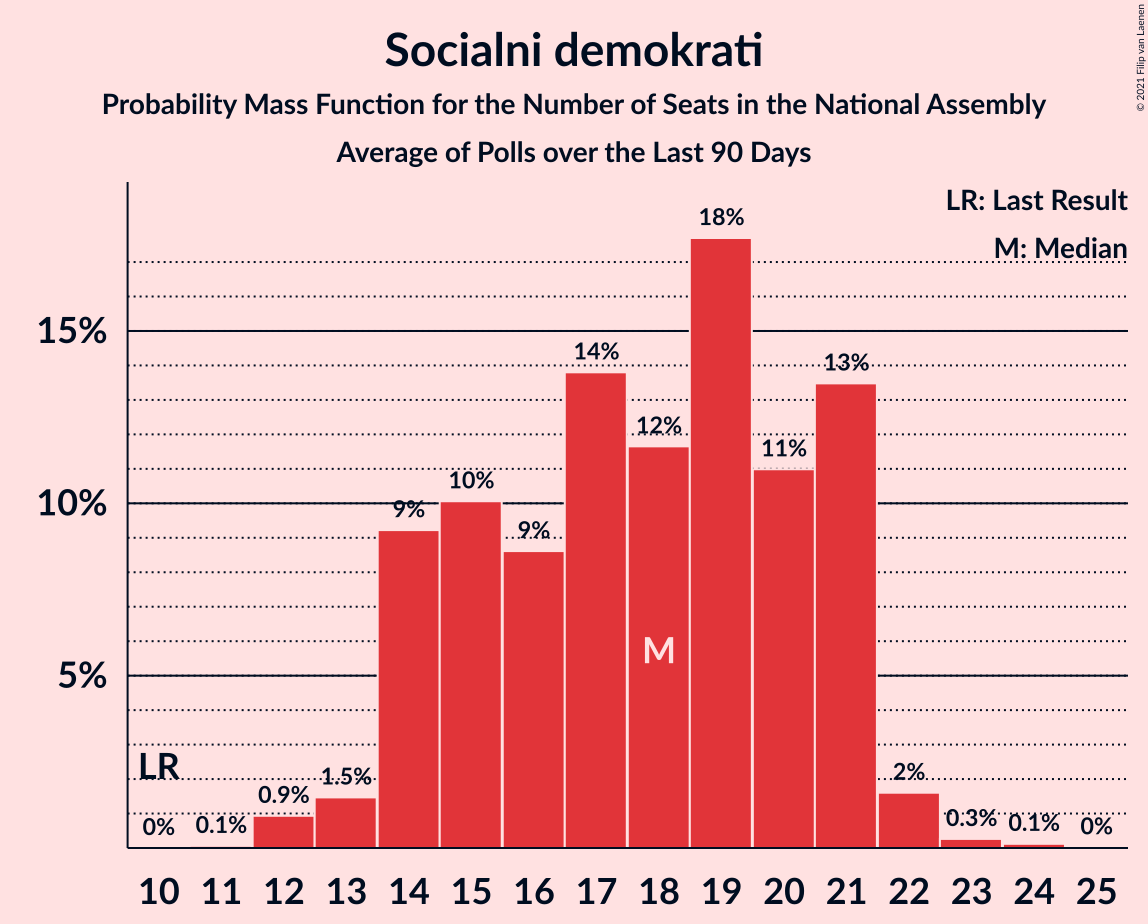 Socialni demokrati
Probability Mass Function for the Number of Seats in the National Assembly
Average of Polls over the Last 90 Days
© 2021 Filip van Laenen
LR: Last Result
M: Median
18%
15%
14%
13%
12%
11%
10%
10%
9%
9%
M
5%
LR
2%
1.5%
0.9%
0.3%
0.1%
0.1%
0%
0%
10 11 12 13 14 15 16 17 18 19 20 21 22 23 24 25